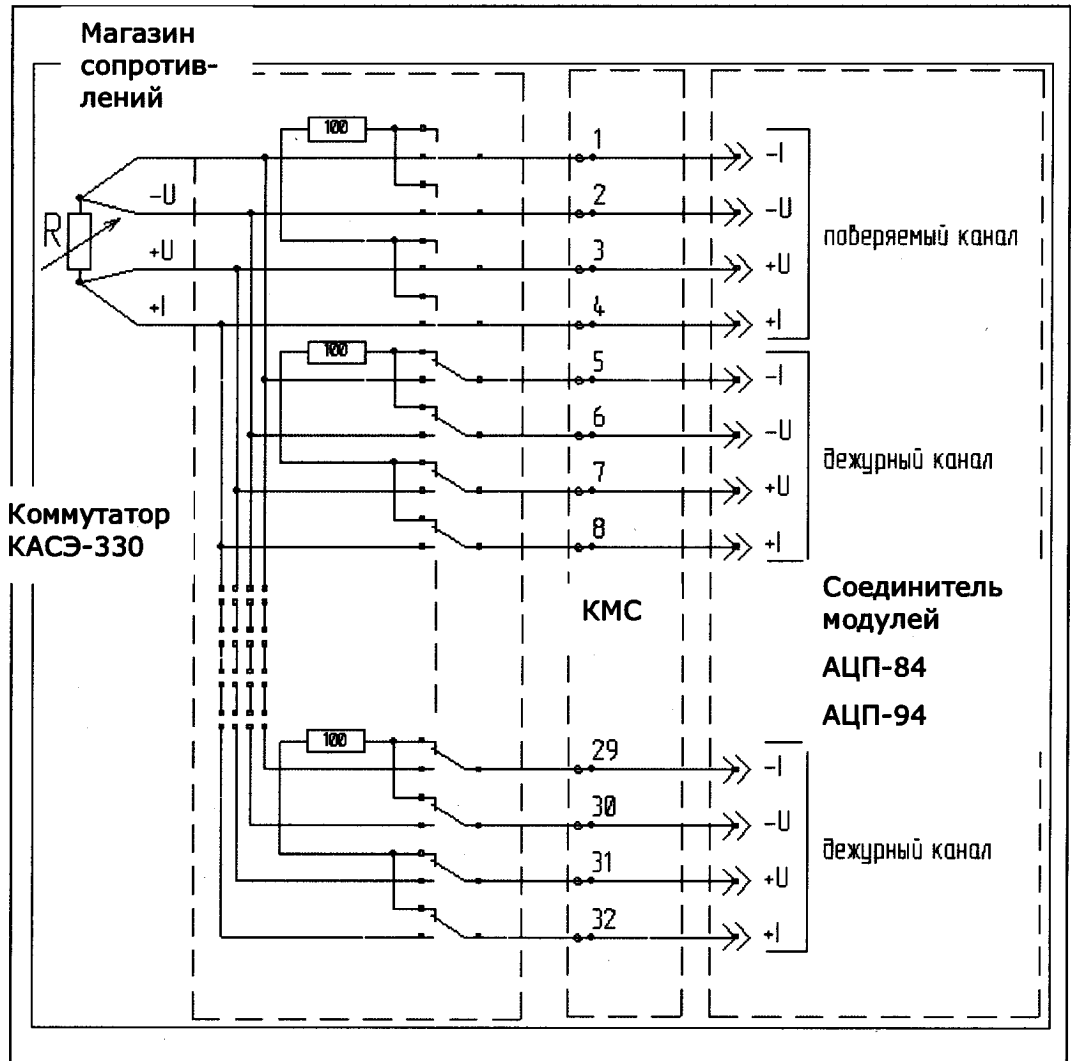 Магазин
сопротив-
лений
100
1
-I
-U
2
-U
R
поверяемый канал
+U
3
+U
+I
4
+I
100
5
-I
6
-U
дежурный канал
7
+U
Коммутатор
КАСЭ-330
8
+I
КМС
Соединитель
модулей
АЦП-84
АЦП-94
100
29
-I
30
-U
дежурный канал
31
+U
32
+I